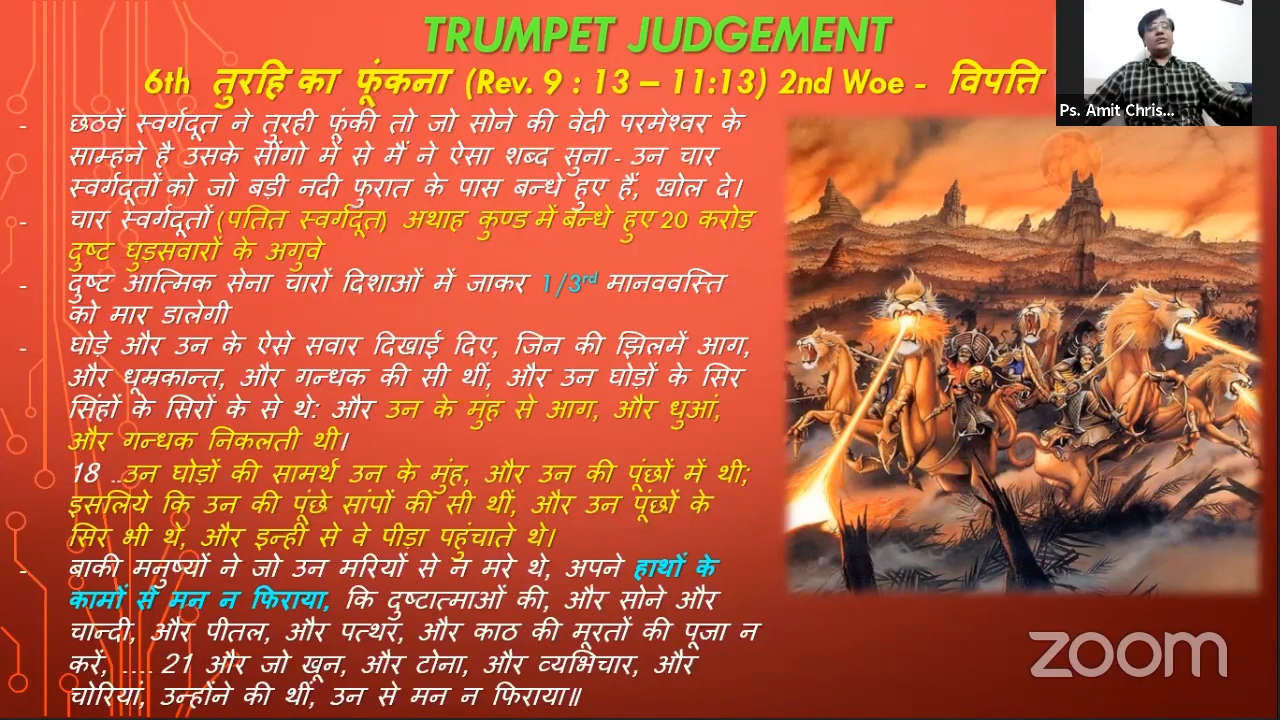 TRUMPET JUDGEMENT
6th तुरहि का फूंकना (Rev. 9 : 13 – 11:13) 2nd Woe - विपति
Ps. Amit Chris...
- छठवें स्वर्गदूत ने तुरही फूंकी तो जो सोने की वेदी परमेश्वर के
साम्हने है उसके सींगो में से मैं ने ऐसा शब्द सुना - उन चार
स्वर्गदूतों को जो बड़ी नदी फुरात के पास बन्धे हुए हैं, खोल दे।
- चार स्वर्गदूतों (पतित स्वर्गदूत) अथाह कुण्ड में बन्धे हुए 20 करोड़
दुष्ट घुड़सवारों के अगुवे
- दुष्ट आत्मिक सेना चारों दिशाओं में जाकर 1/3rd मानववस्ति
को मार डालेगी
- घोड़े और उन के ऐसे सवार दिखाई दिए, जिन की झिलमें आग,
और धूम्रकान्त, और गन्धक की सी थीं, और उन घोड़ों के सिर
सिंहों के सिरों के से थे: और उन के मुंह से आग, और धुआं,
और गन्धक निकलती थी।
18 ..उन घोड़ों की सामर्थ उन के मुंह, और उन की पूंछों में थी;
इसलिये कि उन की पूंछे सांपों की सी थीं, और उन पूंछों के
सिर भी थे, और इन्हीं से वे पीड़ा पहुंचाते थे।
- बाकी मनुष्यों ने जो उन मरियों से न मरे थे, अपने हाथों के
कामों से मन न फिराया, कि दुष्टात्माओं की, और सोने और
चान्दी, और पीतल, और पत्थर, और काठ की मूरतों की पूजा न
करें, .... 21 और जो खून, और टोना, और व्यभिचार, और
चोरियां, उन्होंने की थीं, उन से मन न फिराया॥
zoom